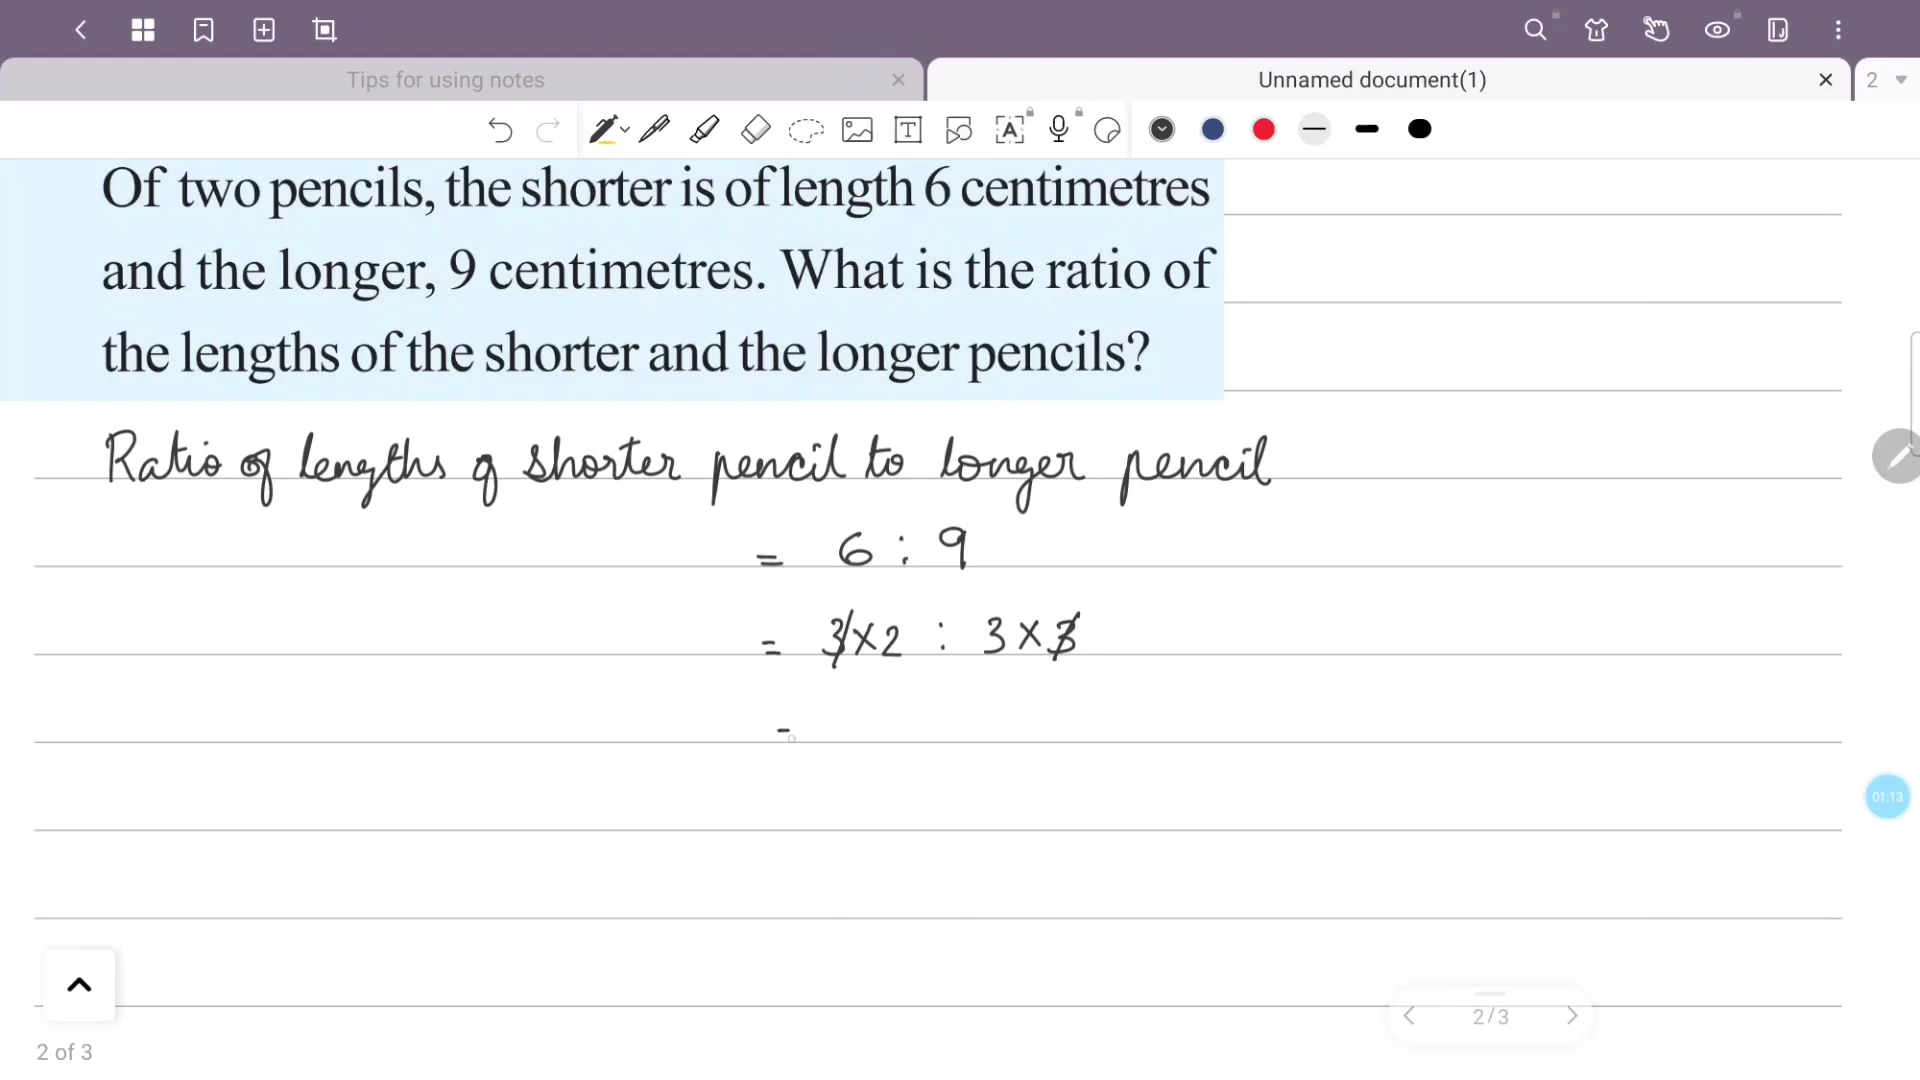 Tips for using notes
Unnamed document(1)
2
Of two pencils, the shorter is of length 6 centimetres
and the longer, 9 centimetres. What is the ratio of
the lengths of the shorter and the longer pencils?
Ratio of lengths of shorter pencil to longer pencil
= 6 : 9
= 3 × 2 : 3 × 3
-
01:13
2/3
2 of 3